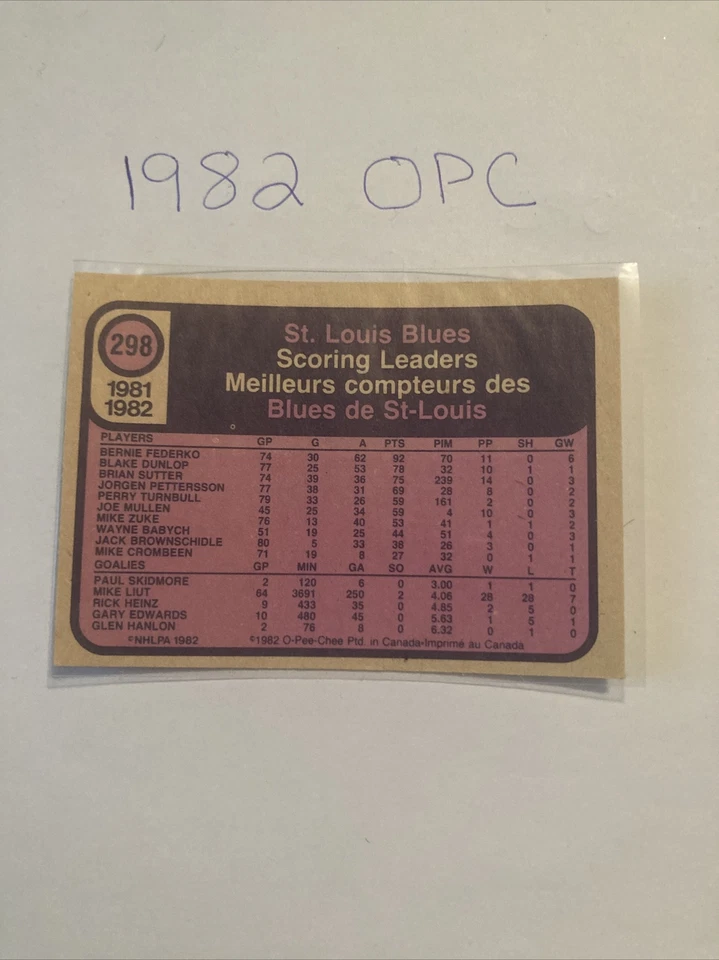 1982 OPC
298
1981
1982
St. Louis Blues
Scoring Leaders
Meilleurs compteurs des
Blues de St-Louis
PLAYERS GP G A PTS PIM PP SH GW
BERNIE FEDERKO 74 30 62 92 70 11 0 6
BLAKE DUNLOP 77 25 53 78 32 10 1 1
BRIAN SUTTER 74 39 36 75 239 14 0 3
JORGEN PETTERSSON 77 38 31 69 28 8 0 2
PERRY TURNBULL 79 33 26 59 161 2 0 2
JOE MULLEN 45 25 34 59 4 10 0 3
MIKE ZUKE 76 13 40 53 41 1 1 2
WAYNE BABYCH 51 19 25 44 51 4 0 3
JACK BROWNSCHIDLE 80 5 33 38 26 3 0 1
MIKE CROMBEEN 71 19 8 27 32 0 1 1
GOALIES GP MIN GA SO AVG W L T
PAUL SKIDMORE 2 120 6 0 3.00 1 1 0
MIKE LIUT 64 3691 250 2 4.06 28 28 7
RICK HEINZ 9 433 35 0 4.85 2 5 0
GARY EDWARDS 10 480 45 0 5.63 1 5 1
GLEN HANLON 2 76 8 0 6.32 0 1 0
©NHLPA 1982 ©1982 O-Pee-Chee Ptd. in Canada-Imprimé au Canada